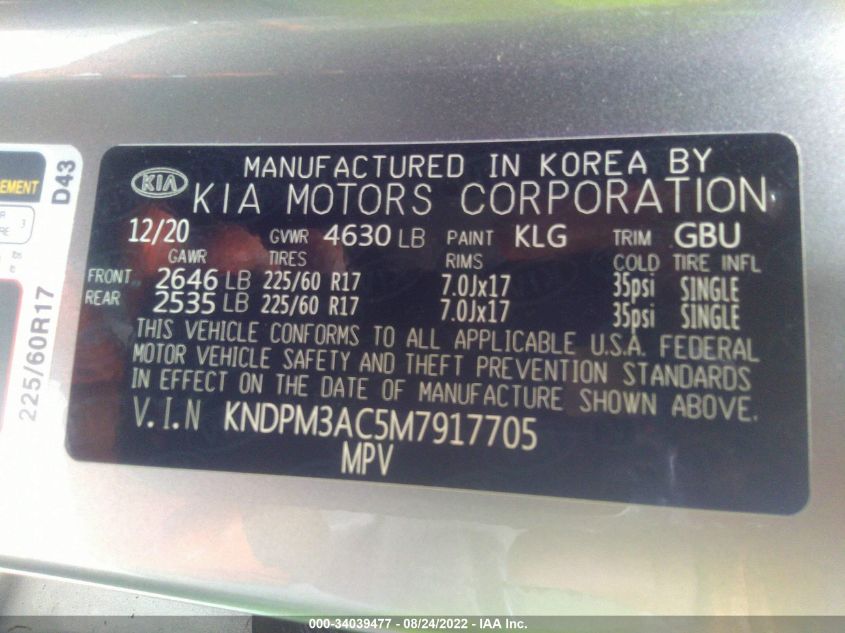 MANUFACTURED IN KOREA BY
KIA KIA MOTORS CORPORATION
12/20 GVWR 4630 LB PAINT KLG TRIM GBU
GAWR TIRES RIMS COLD TIRE INFL
FRONT 2646 LB 225/60 R17 7.0Jx17 35psi SINGLE
REAR 2535 LB 225/60 R17 7.0Jx17 35psi SINGLE
THIS VEHICLE CONFORMS TO ALL APPLICABLE U.S.A. FEDERAL
MOTOR VEHICLE SAFETY AND THEFT PREVENTION STANDARDS
IN EFFECT ON THE DATE OF MANUFACTURE SHOWN ABOVE.
V.I.N KNDPM3AC5M7917705
MPV
D43
225/60R17
000-34039477 - 08/24/2022 - IAA Inc.